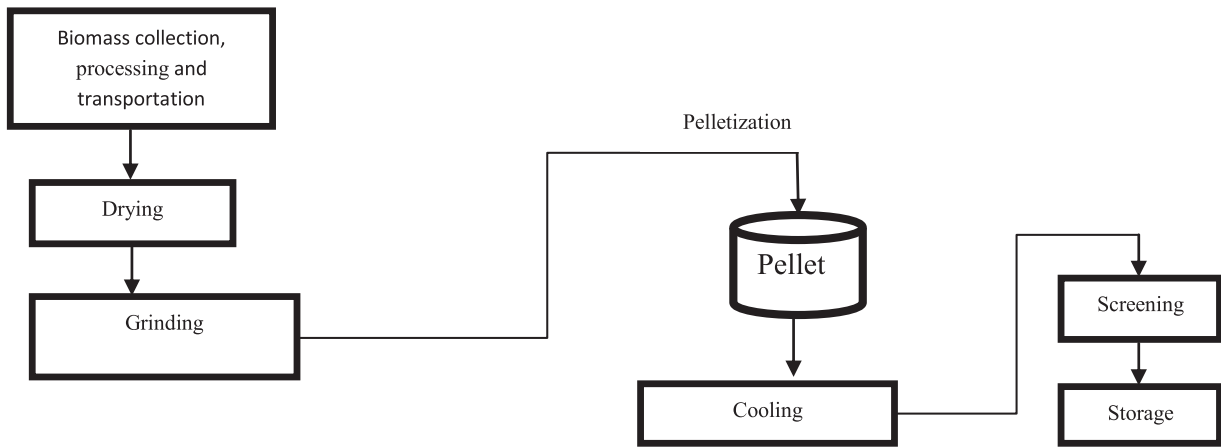 Biomass collection,
processing and
transportation
Drying
Grinding
Pelletization
Pellet
Cooling
Screening
Storage